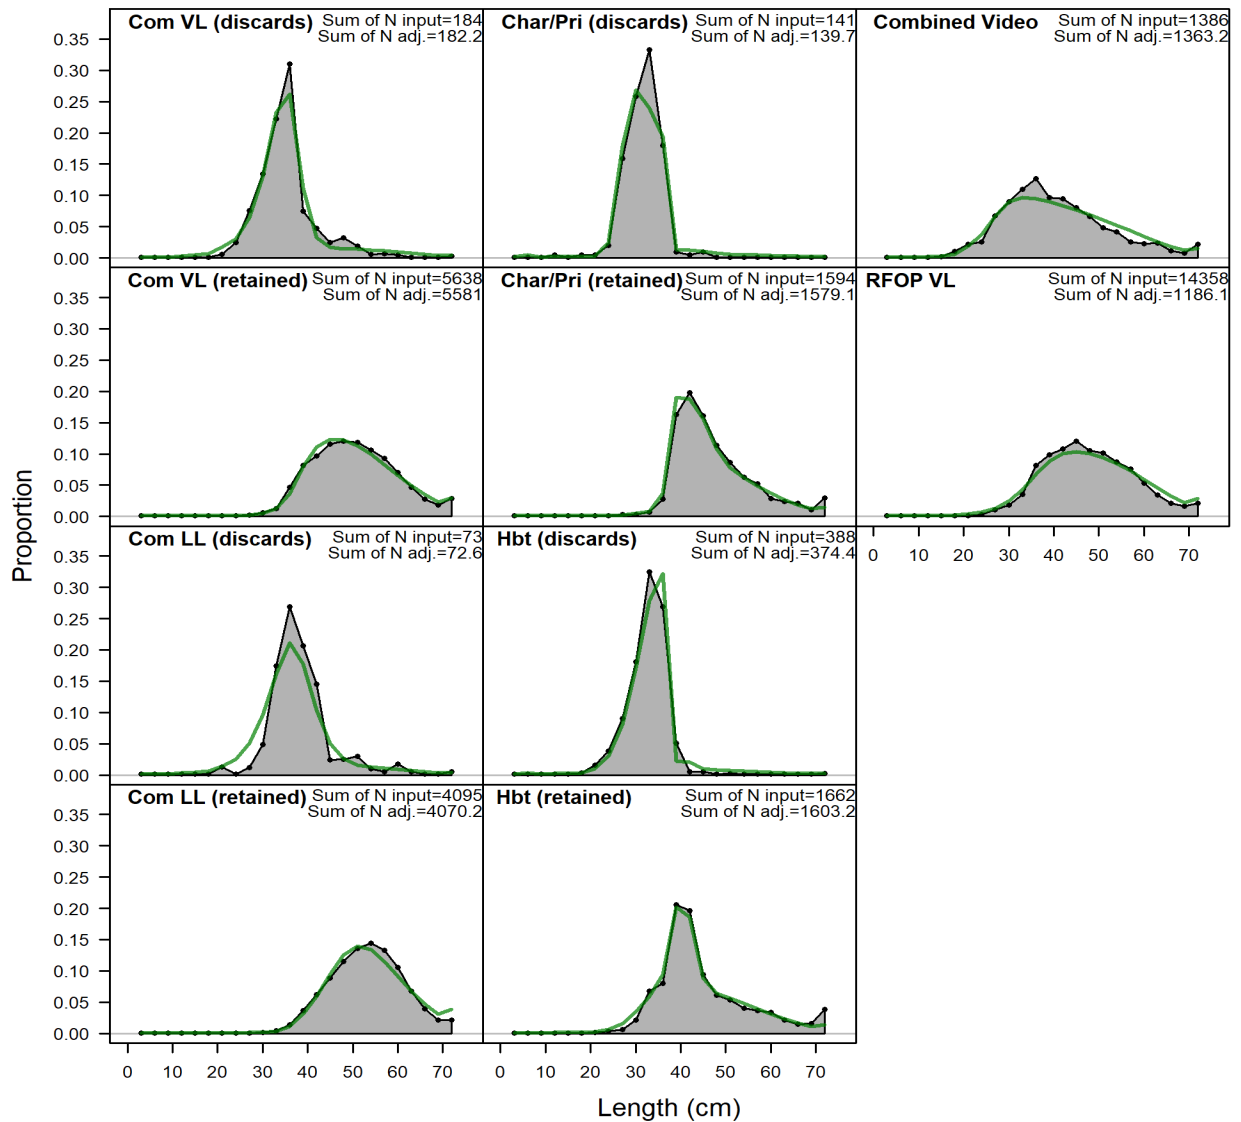 Com VL (discards)
Sum of N input=184
Sum of N adj.=182.2
Char/Pri (discards)
Sum of N input=141
Sum of N adj.=139.7
Combined Video
Sum of N input=1386
Sum of N adj.=1363.2
0.35
0.30
0.25
0.20
0.15
0.10
0.05
0.00
Com VL (retained)
Sum of N input=5638
Sum of N adj.=5581
Char/Pri (retained)
Sum of N input=1594
Sum of N adj.=1579.1
RFOP VL
Sum of N input=14358
Sum of N adj.=1186.1
0.35
0.30
0.25
0.20
0.15
0.10
0.05
0.00
0 10 20 30 40 50 60 70
Proportion
Com LL (discards)
Sum of N input=73
Sum of N adj.=72.6
Hbt (discards)
Sum of N input=388
Sum of N adj.=374.4
0.35
0.30
0.25
0.20
0.15
0.10
0.05
0.00
Com LL (retained)
Sum of N input=4095
Sum of N adj.=4070.2
Hbt (retained)
Sum of N input=1662
Sum of N adj.=1603.2
0.35
0.30
0.25
0.20
0.15
0.10
0.05
0.00
0 10 20 30 40 50 60 70
0 10 20 30 40 50 60 70
Length (cm)